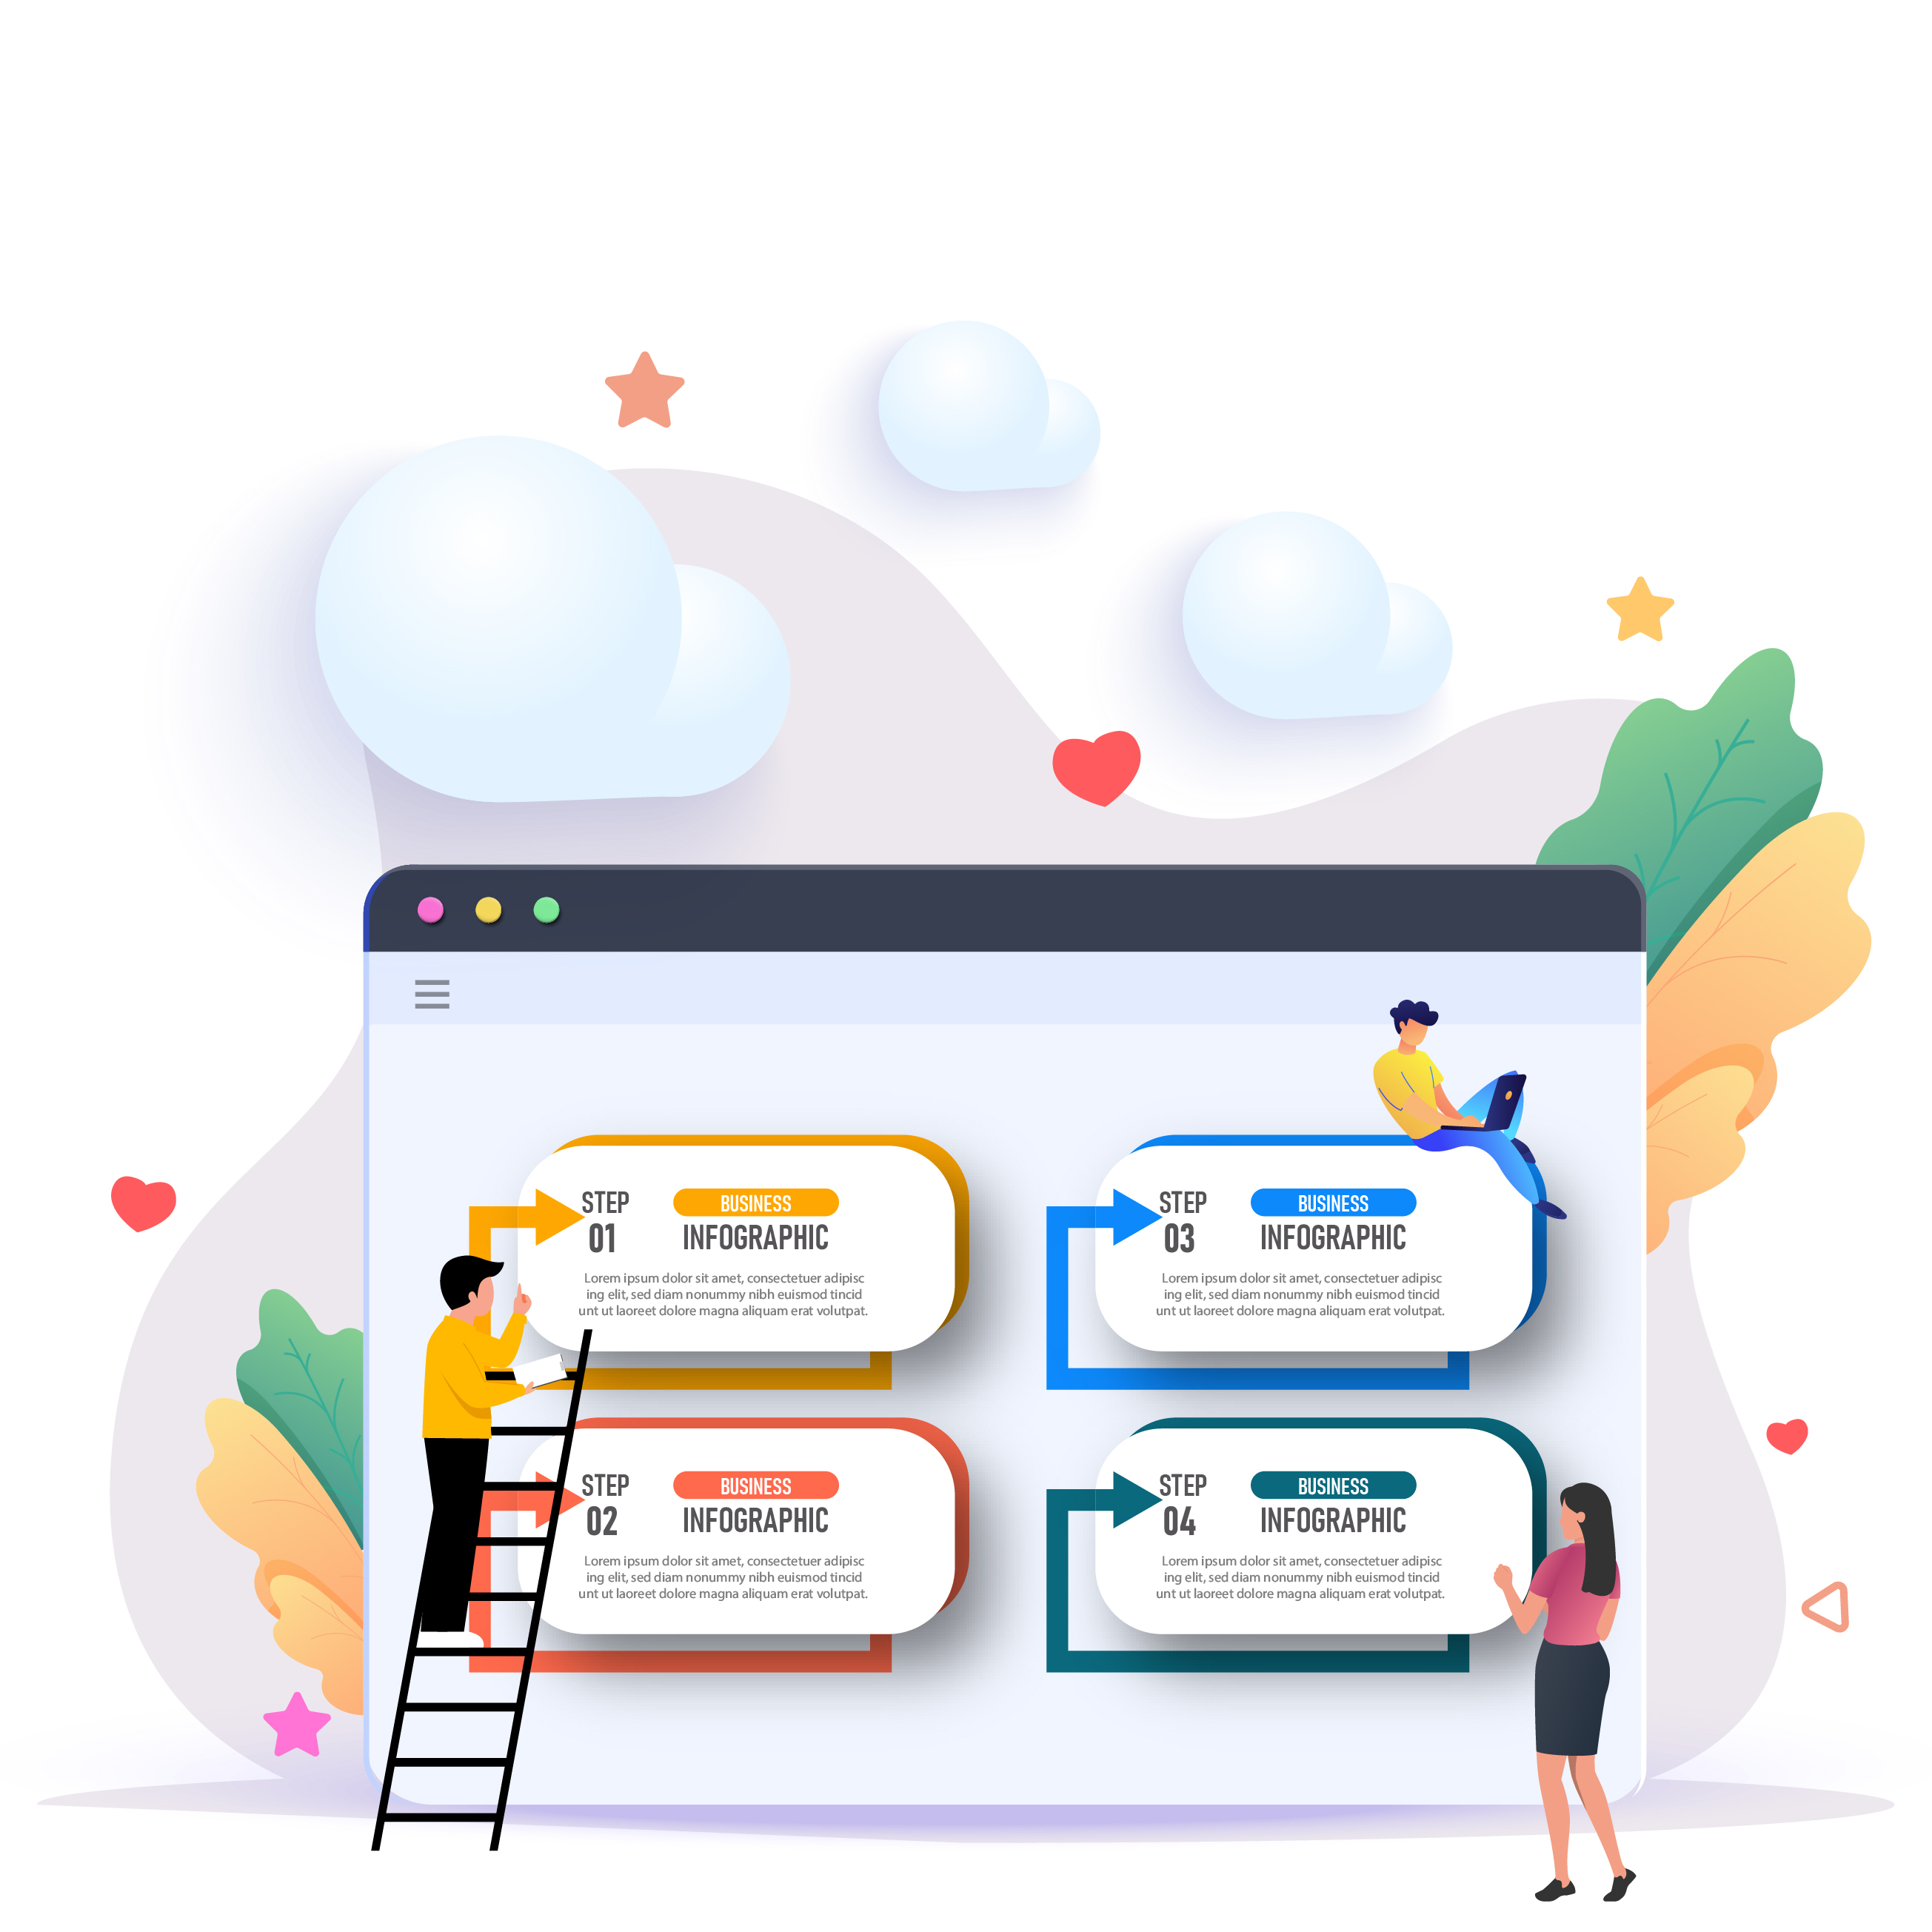 STEP
01
BUSINESS
INFOGRAPHIC
Lorem ipsum dolor sit amet, consectetuer adipisc
ing elit, sed diam nonummy nibh euismod tincid
unt ut laoreet dolore magna aliquam erat volutpat.
STEP
02
BUSINESS
INFOGRAPHIC
Lorem ipsum dolor sit amet, consectetuer adipisc
ing elit, sed diam nonummy nibh euismod tincid
unt ut laoreet dolore magna aliquam erat volutpat.
STEP
03
BUSINESS
INFOGRAPHIC
Lorem ipsum dolor sit amet, consectetuer adipisc
ing elit, sed diam nonummy nibh euismod tincid
unt ut laoreet dolore magna aliquam erat volutpat.
STEP
04
BUSINESS
INFOGRAPHIC
Lorem ipsum dolor sit amet, consectetuer adipisc
ing elit, sed diam nonummy nibh euismod tincid
unt ut laoreet dolore magna aliquam erat volutpat.